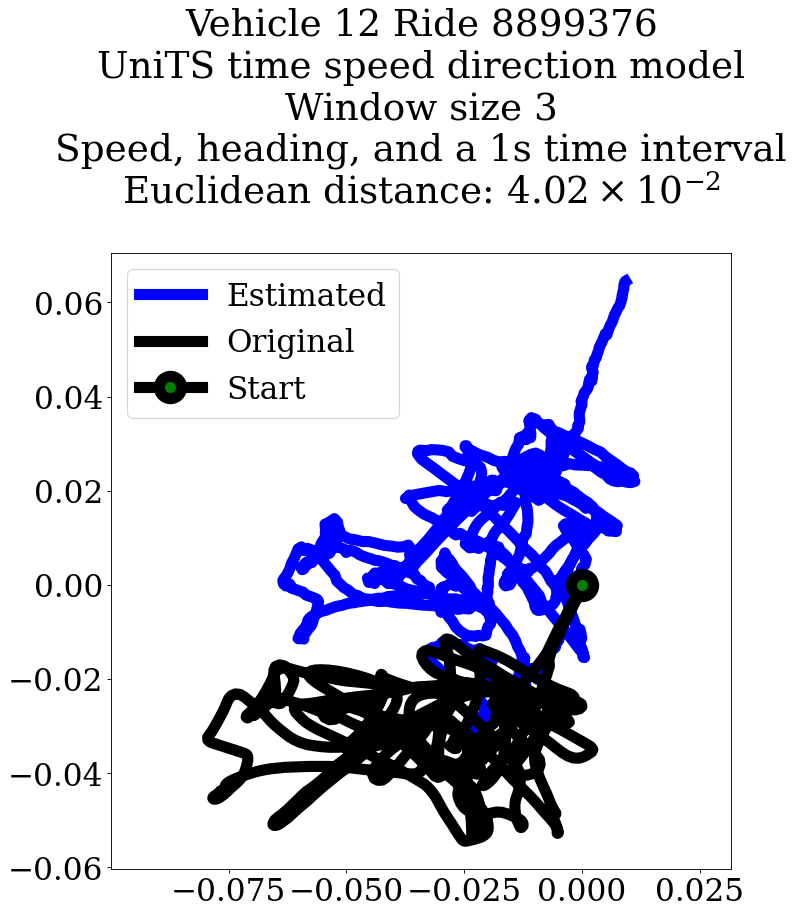 Vehicle 12 Ride 8899376
UniTS time speed direction model
Window size 3
Speed, heading, and a 1s time interval
Euclidean distance: 4.02 × 10⁻²
Estimated
Original
Start
0.06
0.04
0.02
0.00
−0.02
−0.04
−0.06
−0.075 −0.050 −0.025 0.000 0.025